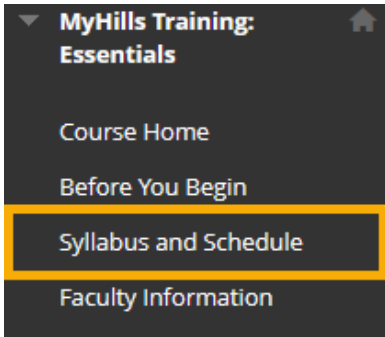 MyHills Training:
Essentials
Course Home
Before You Begin
Syllabus and Schedule
Faculty Information